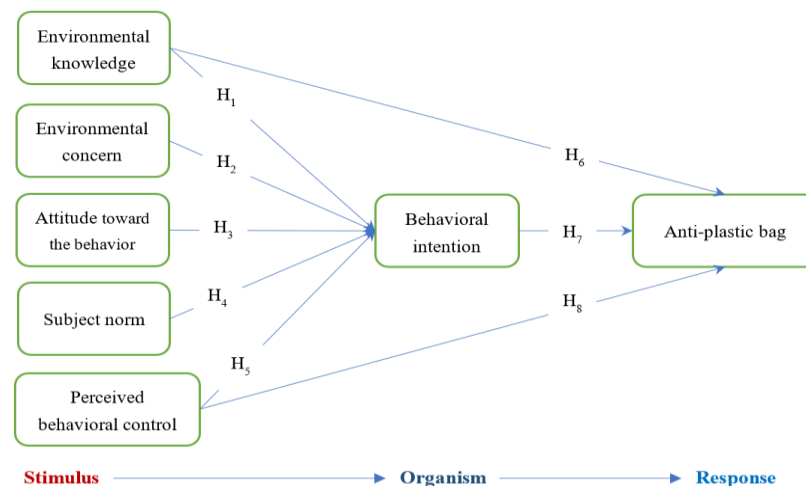 Environmental
knowledge
H1
Environmental
concern
H2
H6
Attitude toward
the behavior
H3
Behavioral
intention
H7
Anti-plastic bag
Subject norm
H4
H8
H5
Perceived
behavioral control
Stimulus
Organism
Response